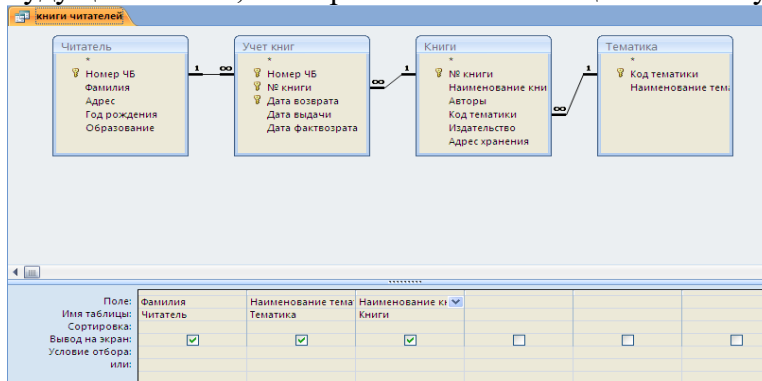 книги читателей
Читатель
*
Номер ЧБ
Фамилия
Адрес
Год рождения
Образование
1 ∞
Учет книг
*
Номер ЧБ
№ книги
Дата возврата
Дата выдачи
Дата фактвозрата
∞ 1
Книги
*
№ книги
Наименование кни
Авторы
Код тематики
Издательство
Адрес хранения
∞ 1
Тематика
*
Код тематики
Наименование тема
Поле: Фамилия Наименование тема Наименование кн
Имя таблицы: Читатель Тематика Книги
Сортировка:
Вывод на экран:
Условие отбора:
или: